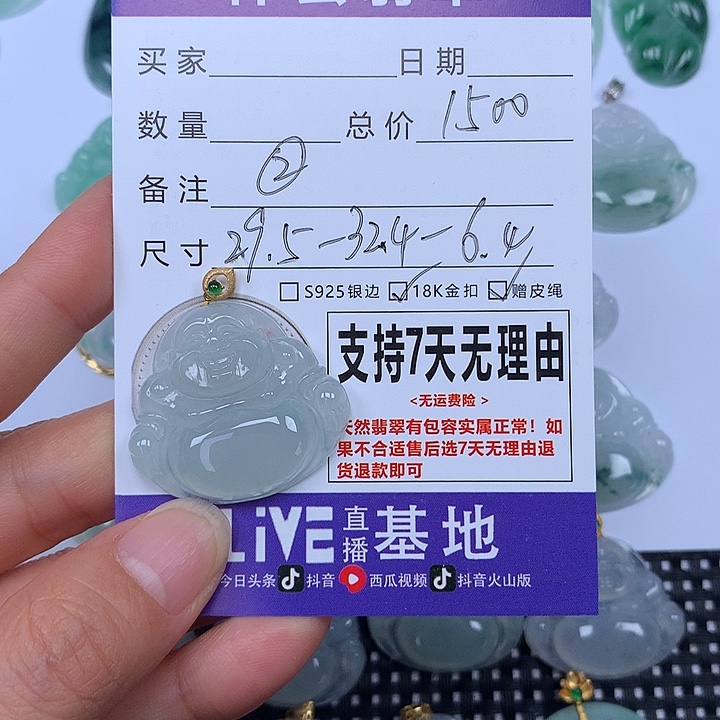 买家 日期
数量 总价 1500
备注 ②
尺寸 29.5-32.4-6.4
S925银边 18K金扣 赠皮绳
支持7天无理由
<无运费险>
天然翡翠有包容实属正常!如
果不合适售后选7天无理由退
货退款即可
LiVE 直播 基地
今日头条 抖音 西瓜视频 抖音火山版